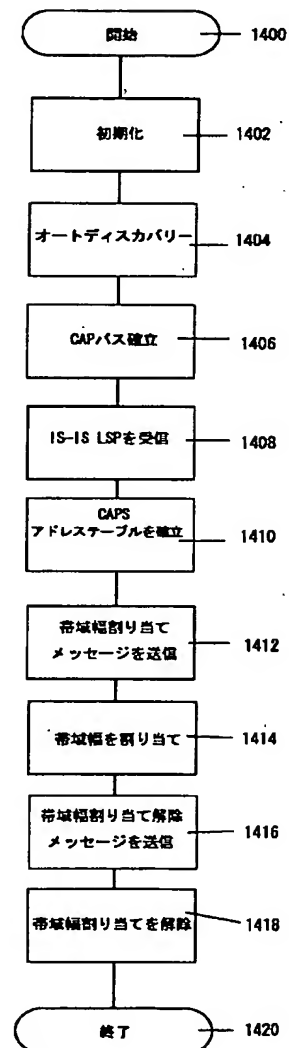 開始
1400
初期化
1402
オートディスカバリー
1404
CAPパス確立
1406
IS-IS LSPを受信
1408
CAPS
アドレステーブルを確立
1410
帯域幅割り当て
メッセージを送信
1412
帯域幅を割り当て
1414
帯域幅割り当て解除
メッセージを送信
1416
帯域幅割り当てを解除
1418
終了
1420